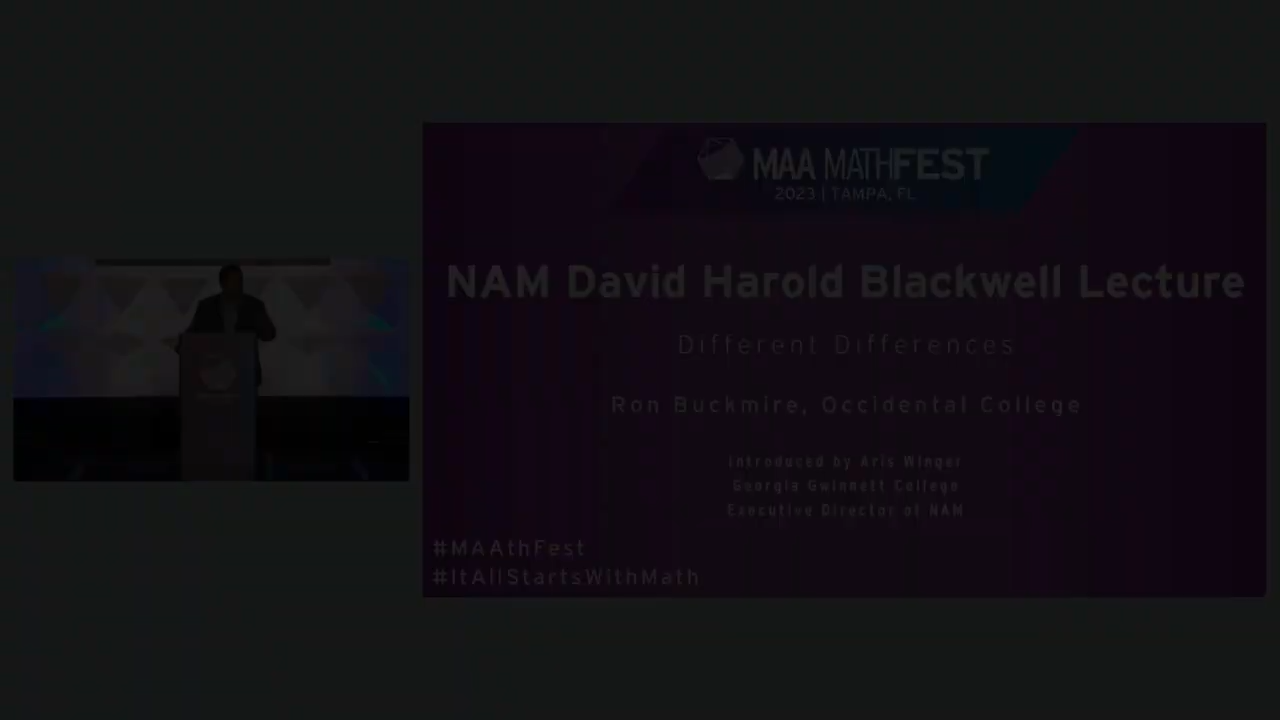 MAA MATHFEST
2023 | TAMPA, FL
NAM David Harold Blackwell Lecture
Different Differences
Ron Buckmire, Occidental College
Introduced by Aris Winger
Georgia Gwinnett College
Executive Director of NAM
#MAAthFest
#ItAllStartsWithMath